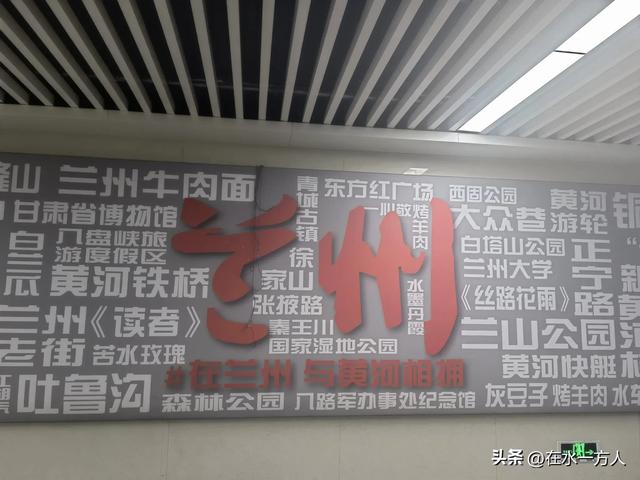 兰州牛肉面
青城古镇
东方红广场
西固公园
黄河
甘肃省博物馆
兰州
大众巷
游轮
八盘峡旅
游度假区
徐家山
烤羊肉
白塔山公园
正宁路
黄河铁桥
张掖路
水墨丹霞
兰州大学
《丝路花雨》
兰州《读者》
秦王川
国家湿地公园
兰山公园
老街
苦水玫瑰
#在兰州 与黄河相拥
黄河快艇
吐鲁沟
森林公园
八路军办事处纪念馆
灰豆子
烤羊肉
水车
头条 @在水一方人